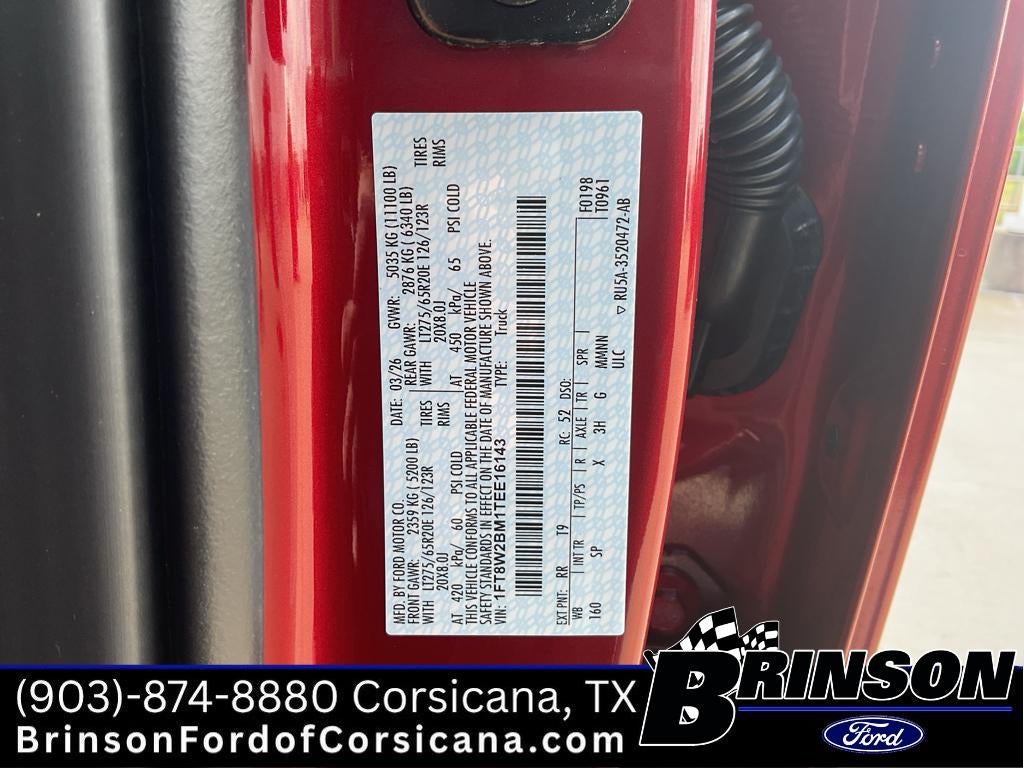 MFD. BY FORD MOTOR CO.
DATE: 03/26
GVWR: 5035 KG (11100 LB)
FRONT GAWR: 2359 KG ( 5200 LB)
REAR GAWR: 2876 KG ( 6340 LB)
WITH LT275/65R20E 126/123R TIRES
WITH LT275/65R20E 126/123R TIRES
20X8.0J RIMS
20X8.0J RIMS
AT 420 kPa/ 60 PSI COLD
AT 450 kPa/ 65 PSI COLD
THIS VEHICLE CONFORMS TO ALL APPLICABLE FEDERAL MOTOR VEHICLE
SAFETY STANDARDS IN EFFECT ON THE DATE OF MANUFACTURE SHOWN ABOVE.
VIN: 1FT8W2BM1TEE16143
TYPE: Truck
EXT PNT: RR T9 RC: 52 DSO:
F0198
T0961
WB INT TR TP/PS R AXLE TR SPR
160 5P X 3H G MMNNN
ULC
▽ RU5A-3520472-AB
(903)-874-8880 Corsicana, TX
BrinsonFordofCorsicana.com
BRINSON
Ford